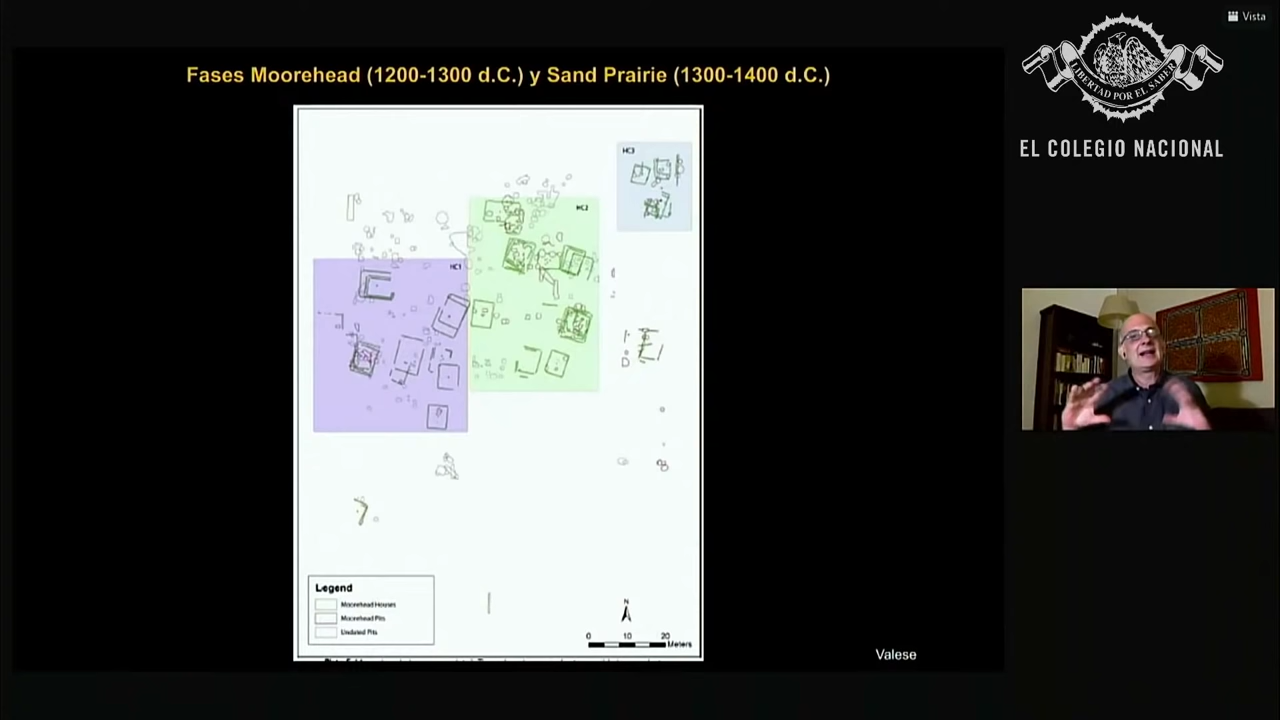 Vista
Fases Moorehead (1200-1300 d.C.) y Sand Prairie (1300-1400 d.C.)
LIBERTAD POR EL SABER
EL COLEGIO NACIONAL
HC3
HC2
HC1
Legend
Moorehead Houses
Moorehead Pits
Undated Pits
N
0 10 20
Meters
Valese